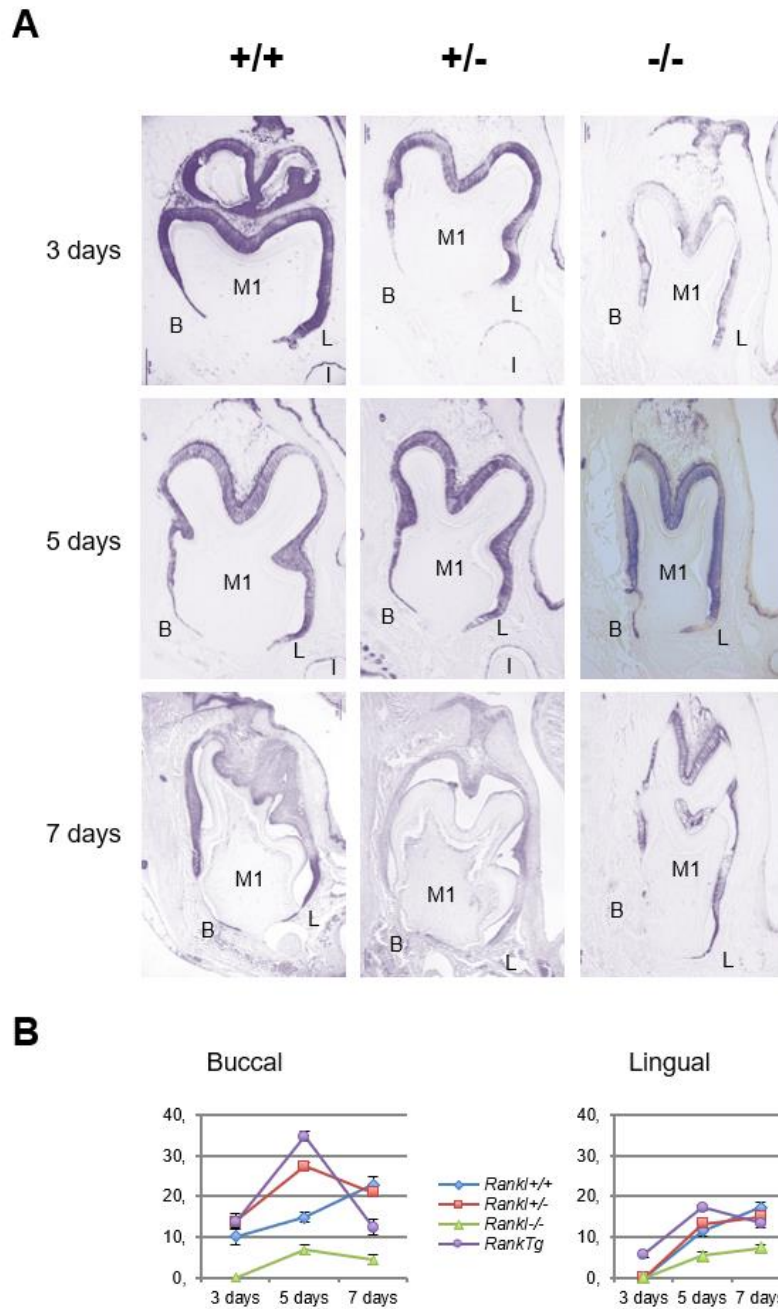 A
+/+ +/- -/-
3 days
M1 B L I
M1 B L I
M1 B L
5 days
M1 B L I
M1 B L I
M1 B L
7 days
M1 B L
M1 B L
M1 B L
B
Buccal
40,
30,
20,
10,
0,
3 days 5 days 7 days
Rankl+/+
Rankl+/-
Rankl-/-
RankTg
Lingual
40,
30,
20,
10,
0,
3 days 5 days 7 days